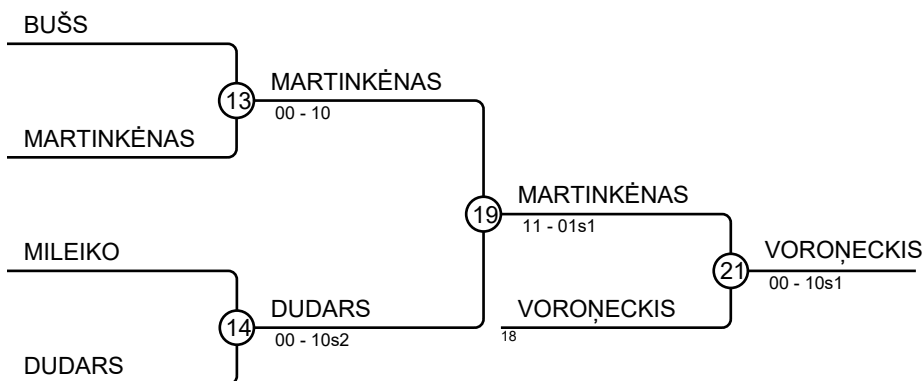 BUŠS
13
MARTINKĖNAS
00 - 10
MARTINKĖNAS
19
MARTINKĖNAS
11 - 01s1
MILEIKO
14
DUDARS
00 - 10s2
DUDARS
18
VOROŅECKIS
21
VOROŅECKIS
00 - 10s1